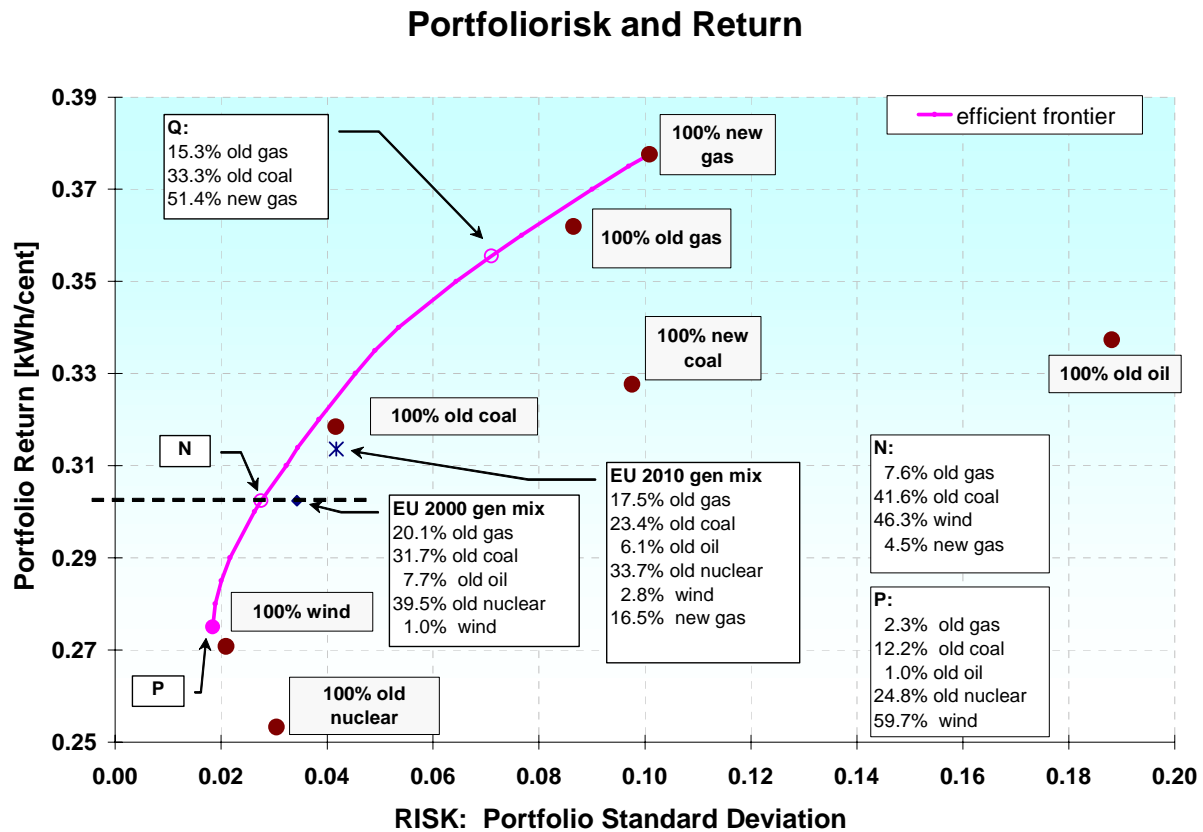 Portfoliorisk and Return
Portfolio Return [kWh/cent]
0.39
0.37
0.35
0.33
0.31
0.29
0.27
0.25
Q:
15.3% old gas
33.3% old coal
51.4% new gas
efficient frontier
100% new
gas
100% old gas
100% new
coal
100% old oil
100% old coal
N
EU 2000 gen mix
20.1% old gas
31.7% old coal
7.7% old oil
39.5% old nuclear
1.0% wind
EU 2010 gen mix
17.5% old gas
23.4% old coal
6.1% old oil
33.7% old nuclear
2.8% wind
16.5% new gas
N:
7.6% old gas
41.6% old coal
46.3% wind
4.5% new gas
P:
2.3% old gas
12.2% old coal
1.0% old oil
24.8% old nuclear
59.7% wind
100% wind
P
100% old
nuclear
0.00 0.02 0.04 0.06 0.08 0.10 0.12 0.14 0.16 0.18 0.20
RISK: Portfolio Standard Deviation